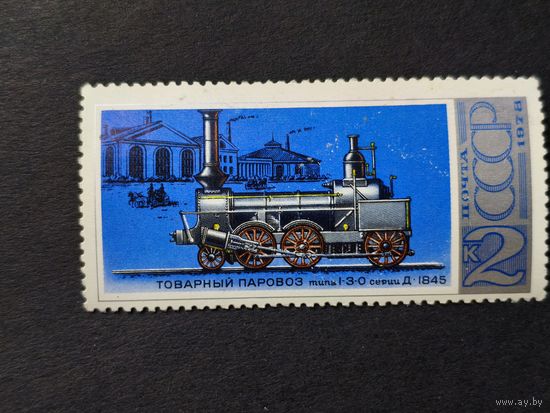 ТОВАРНЫЙ ПАРОВОЗ типа 1-3-0 серии Д·1845
ПОЧТА СССР 1978
2 К
www.ay.by